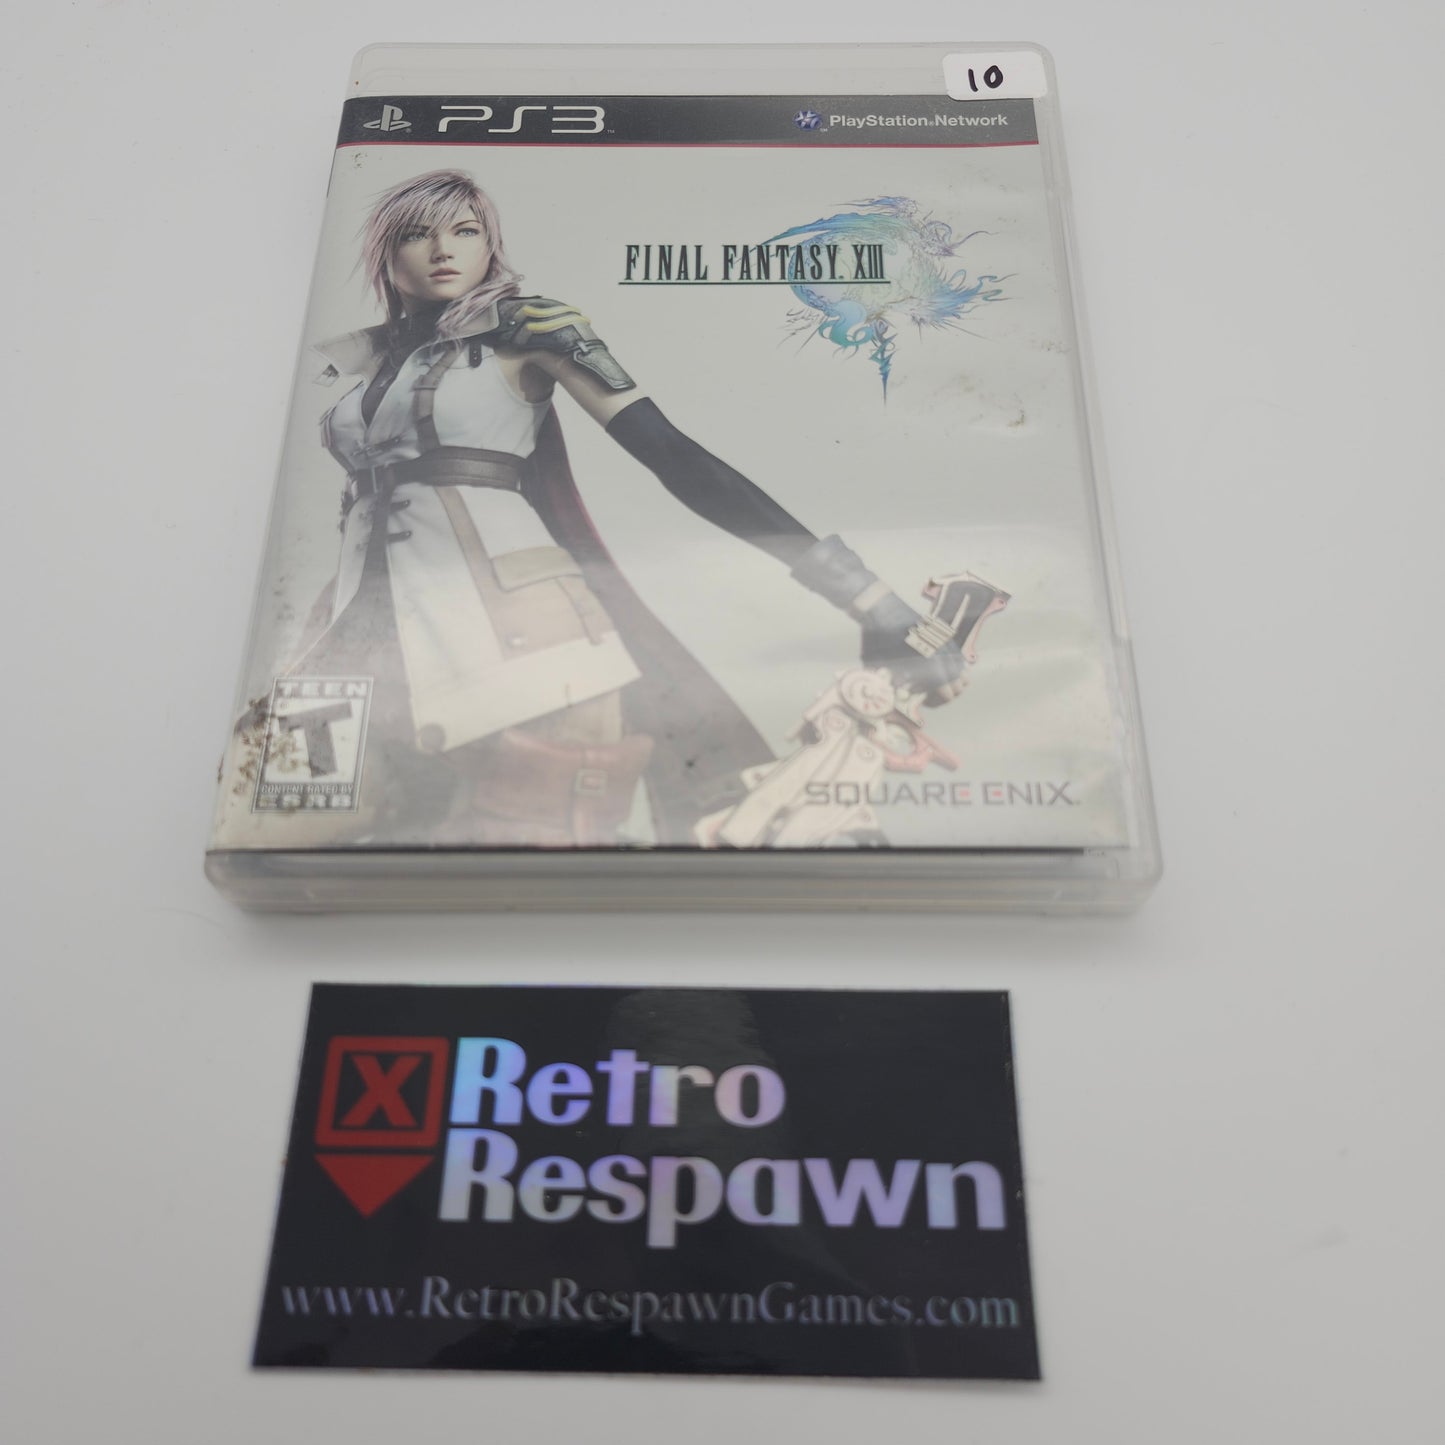 10
PS3 PlayStation®Network
FINAL FANTASY. XIII
TEEN
T
CONTENT RATED BY
ESRB
SQUARE ENIX.
X Retro
Respawn
www.RetroRespawnGames.com